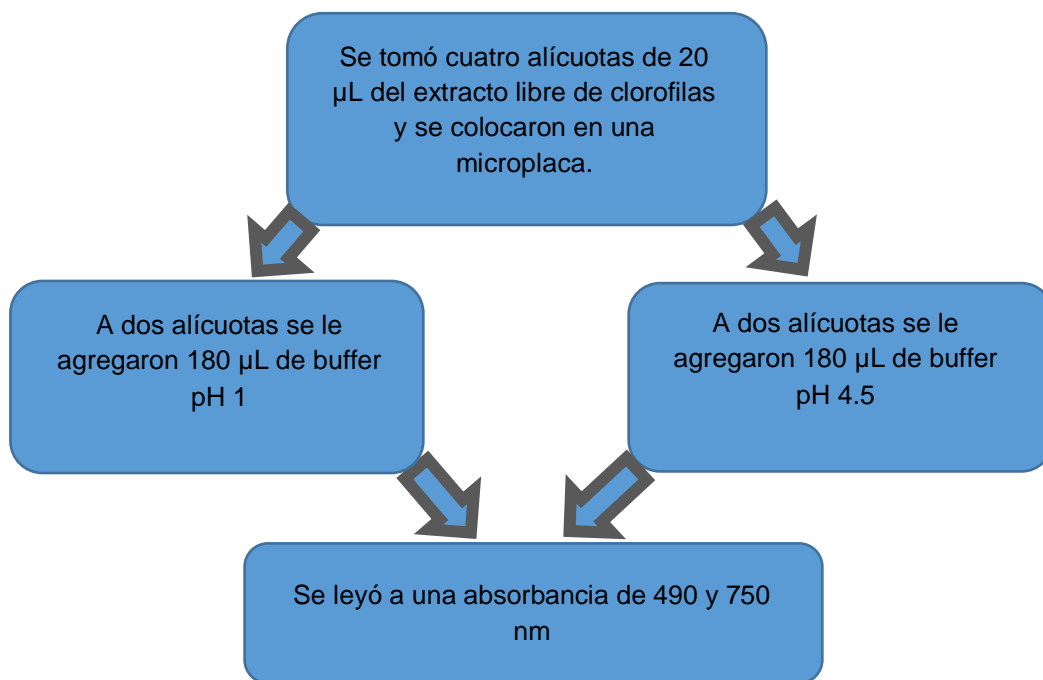 Se tomó cuatro alícuotas de 20
µL del extracto libre de clorofilas
y se colocaron en una
microplaca.
A dos alícuotas se le
agregaron 180 µL de buffer
pH 1
A dos alícuotas se le
agregaron 180 µL de buffer
pH 4.5
Se leyó a una absorbancia de 490 y 750
nm